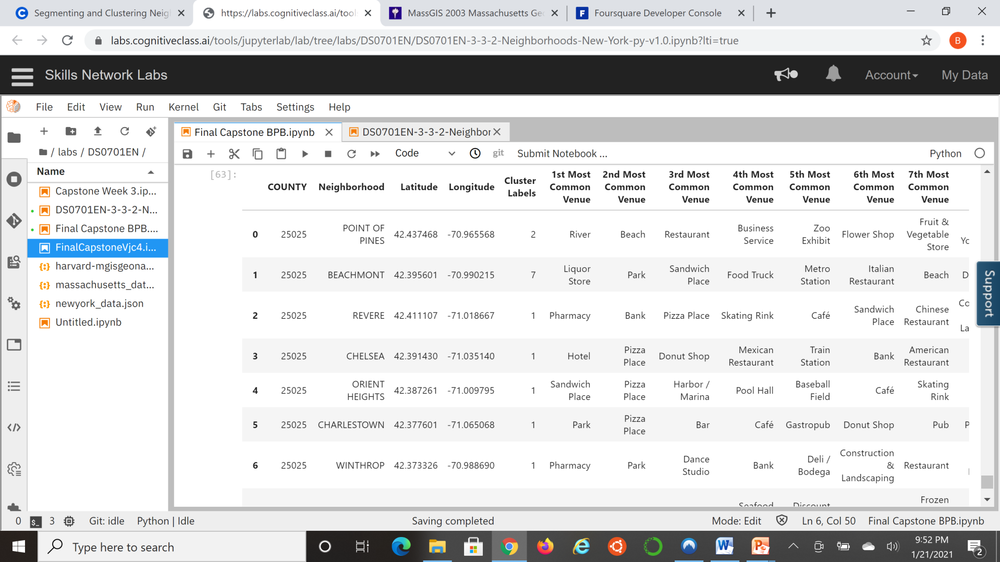 Segmenting and Clustering Neigh
https://labs.cognitiveclass.ai/tools
MassGIS 2003 Massachusetts Geo
Foursquare Developer Console
labs.cognitiveclass.ai/tools/jupyterlab/lab/tree/labs/DS0701EN/DS0701EN-3-3-2-Neighborhoods-New-York-py-v1.0.ipynb?lti=true
B
Skills Network Labs
Account
My Data
File Edit View Run Kernel Git Tabs Settings Help
/ labs / DS0701EN /
Name
Capstone Week 3.ip...
DS0701EN-3-3-2-N...
Final Capstone BPB....
FinalCapstoneVjc4.i...
harvard-mgisgeona...
massachusetts_dat...
newyork_data.json
Untitled.ipynb
Final Capstone BPB.ipynb
DS0701EN-3-3-2-Neighbor
Code
git
Submit Notebook ...
Python
[63]:
COUNTY Neighborhood Latitude Longitude Cluster Labels 1st Most Common Venue 2nd Most Common Venue 3rd Most Common Venue 4th Most Common Venue 5th Most Common Venue 6th Most Common Venue 7th Most Common Venue
0 25025 POINT OF PINES 42.437468 -70.965568 2 River Beach Restaurant Business Service Zoo Exhibit Flower Shop Fruit & Vegetable Store Yo
1 25025 BEACHMONT 42.395601 -70.990215 7 Liquor Store Park Sandwich Place Food Truck Metro Station Italian Restaurant Beach D
2 25025 REVERE 42.411107 -71.018667 1 Pharmacy Bank Pizza Place Skating Rink Café Sandwich Place Chinese Restaurant Co La
3 25025 CHELSEA 42.391430 -71.035140 1 Hotel Pizza Place Donut Shop Mexican Restaurant Train Station Bank American Restaurant
4 25025 ORIENT HEIGHTS 42.387261 -71.009795 1 Sandwich Place Pizza Place Harbor / Marina Pool Hall Baseball Field Café Skating Rink
5 25025 CHARLESTOWN 42.377601 -71.065068 1 Park Pizza Place Bar Café Gastropub Donut Shop Pub P
6 25025 WINTHROP 42.373326 -70.988690 1 Pharmacy Park Dance Studio Bank Deli / Bodega Construction & Landscaping Restaurant
Seafood Discount Frozen
Support
0 3 Git: idle Python | Idle Saving completed Mode: Edit Ln 6, Col 50 Final Capstone BPB.ipynb
Type here to search
9:52 PM
1/21/2021
2